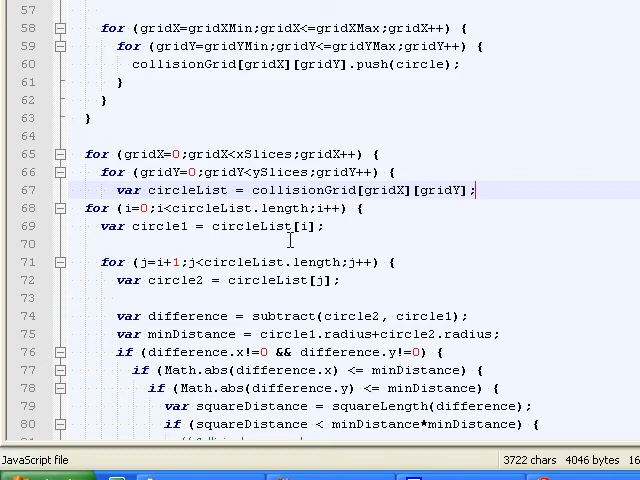 57
58 for (gridX=gridXMin;gridX<=gridXMax;gridX++) {
59 for (gridY=gridYMin;gridY<=gridYMax;gridY++) {
60 collisionGrid[gridX][gridY].push(circle);
61 }
62 }
63 }
64
65 for (gridX=0;gridX<xSlices;gridX++) {
66 for (gridY=0;gridY<ySlices;gridY++) {
67 var circleList = collisionGrid[gridX][gridY];
68 for (i=0;i<circleList.length;i++) {
69 var circle1 = circleList[i];
70
71 for (j=i+1;j<circleList.length;j++) {
72 var circle2 = circleList[j];
73
74 var difference = subtract(circle2, circle1);
75 var minDistance = circle1.radius+circle2.radius;
76 if (difference.x!=0 && difference.y!=0) {
77 if (Math.abs(difference.x) <= minDistance) {
78 if (Math.abs(difference.y) <= minDistance) {
79 var squareDistance = squareLength(difference);
80 if (squareDistance < minDistance*minDistance) {
JavaScript file 3722 chars 4046 bytes 16